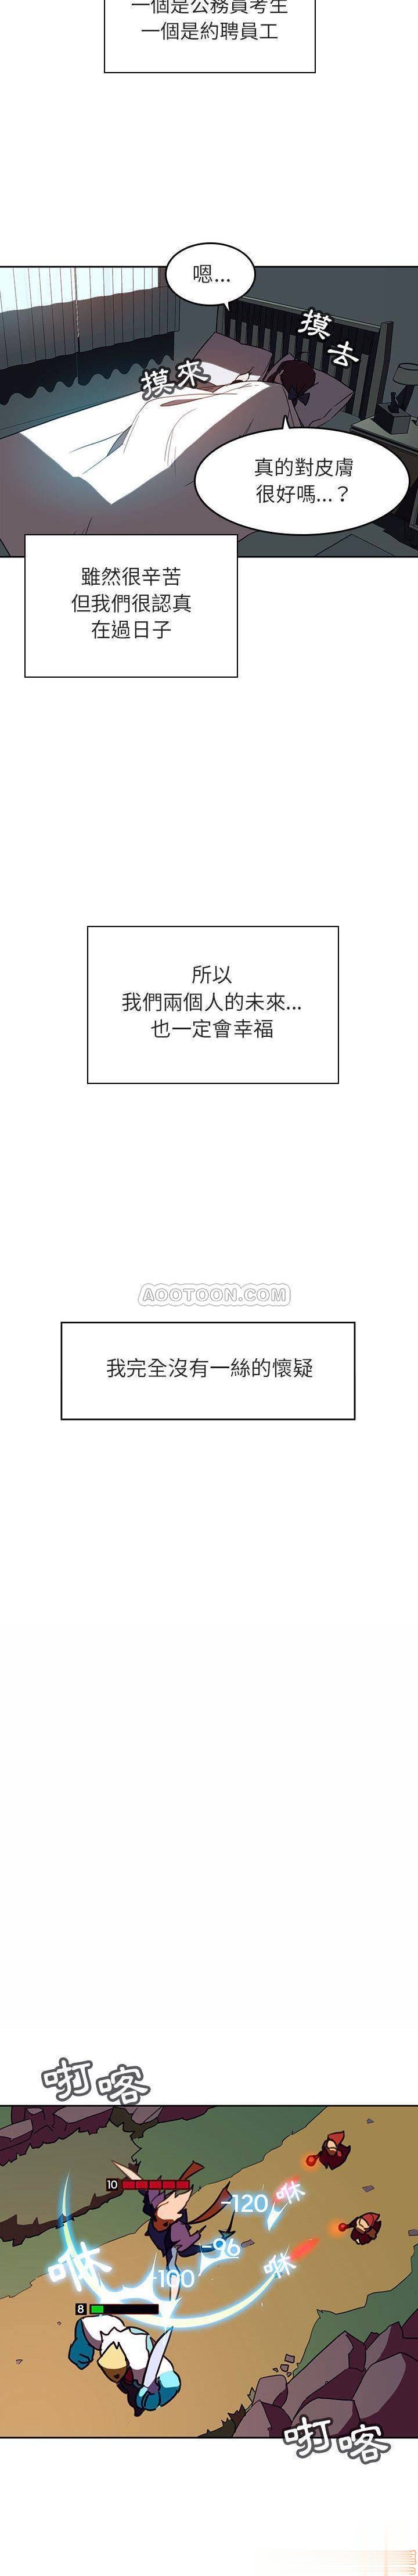 一個是公務員考生
一個是約聘員工
嗯...
摸去
摸來
真的對皮膚
很好嗎...?
雖然很辛苦
但我們很認真
在過日子
所以
我們兩個人的未來...
也一定會幸福
AOOTOON.COM
我完全沒有一絲的懷疑
啪喀
10
-120
咻
-96
咻
咻
-100
8
啪喀